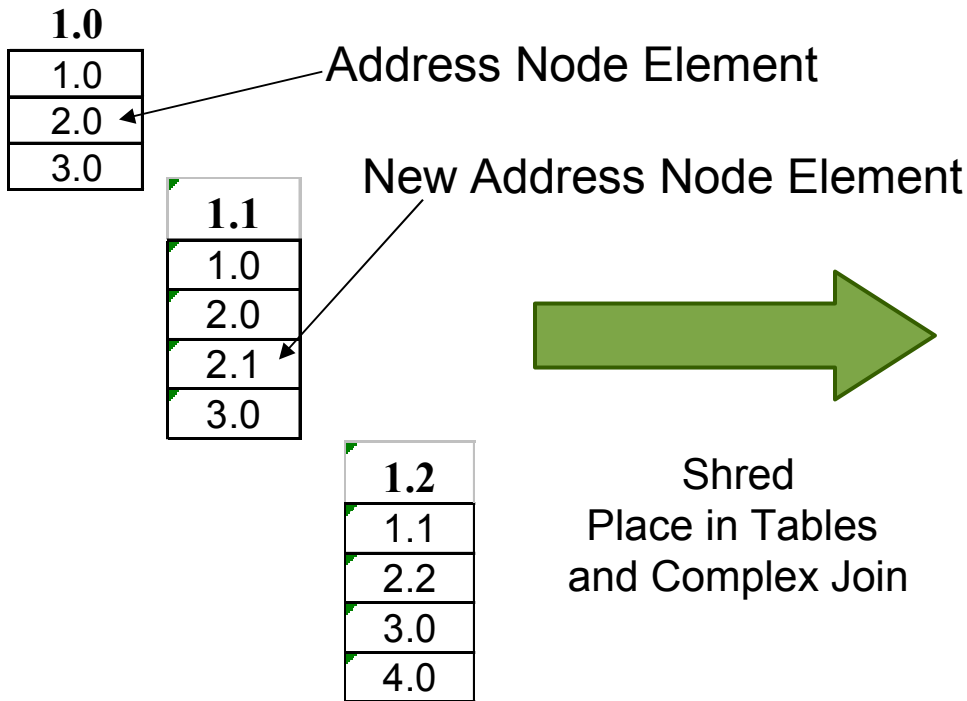 1.0
1.0
2.0
3.0
Address Node Element
New Address Node Element
1.1
1.0
2.0
2.1
3.0
1.2
1.1
2.2
3.0
4.0
Shred
Place in Tables
and Complex Join